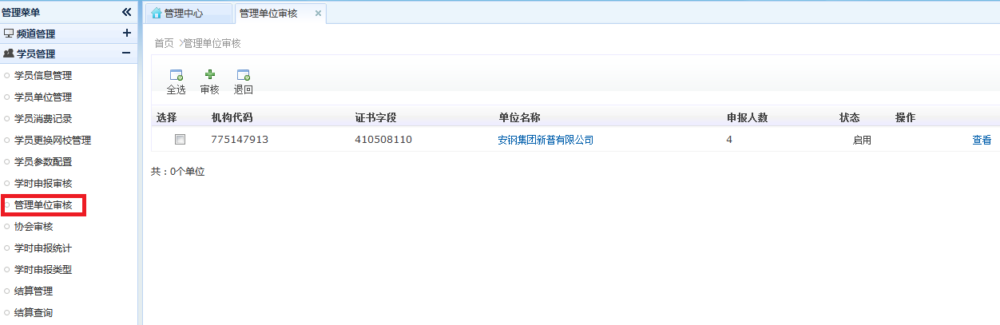 管理菜单
频道管理
学员管理
学员信息管理
学员单位管理
学员消费记录
学员更换网校管理
学员参数配置
学时申报审核
管理单位审核
协会审核
学时申报统计
学时申报类型
结算管理
结算查询
管理中心 管理单位审核
首页 >管理单位审核
全选 审核 退回
选择 机构代码 证书字段 单位名称 申报人数 状态 操作
775147913 410508110 安钢集团新普有限公司 4 启用 查看
共：0个单位